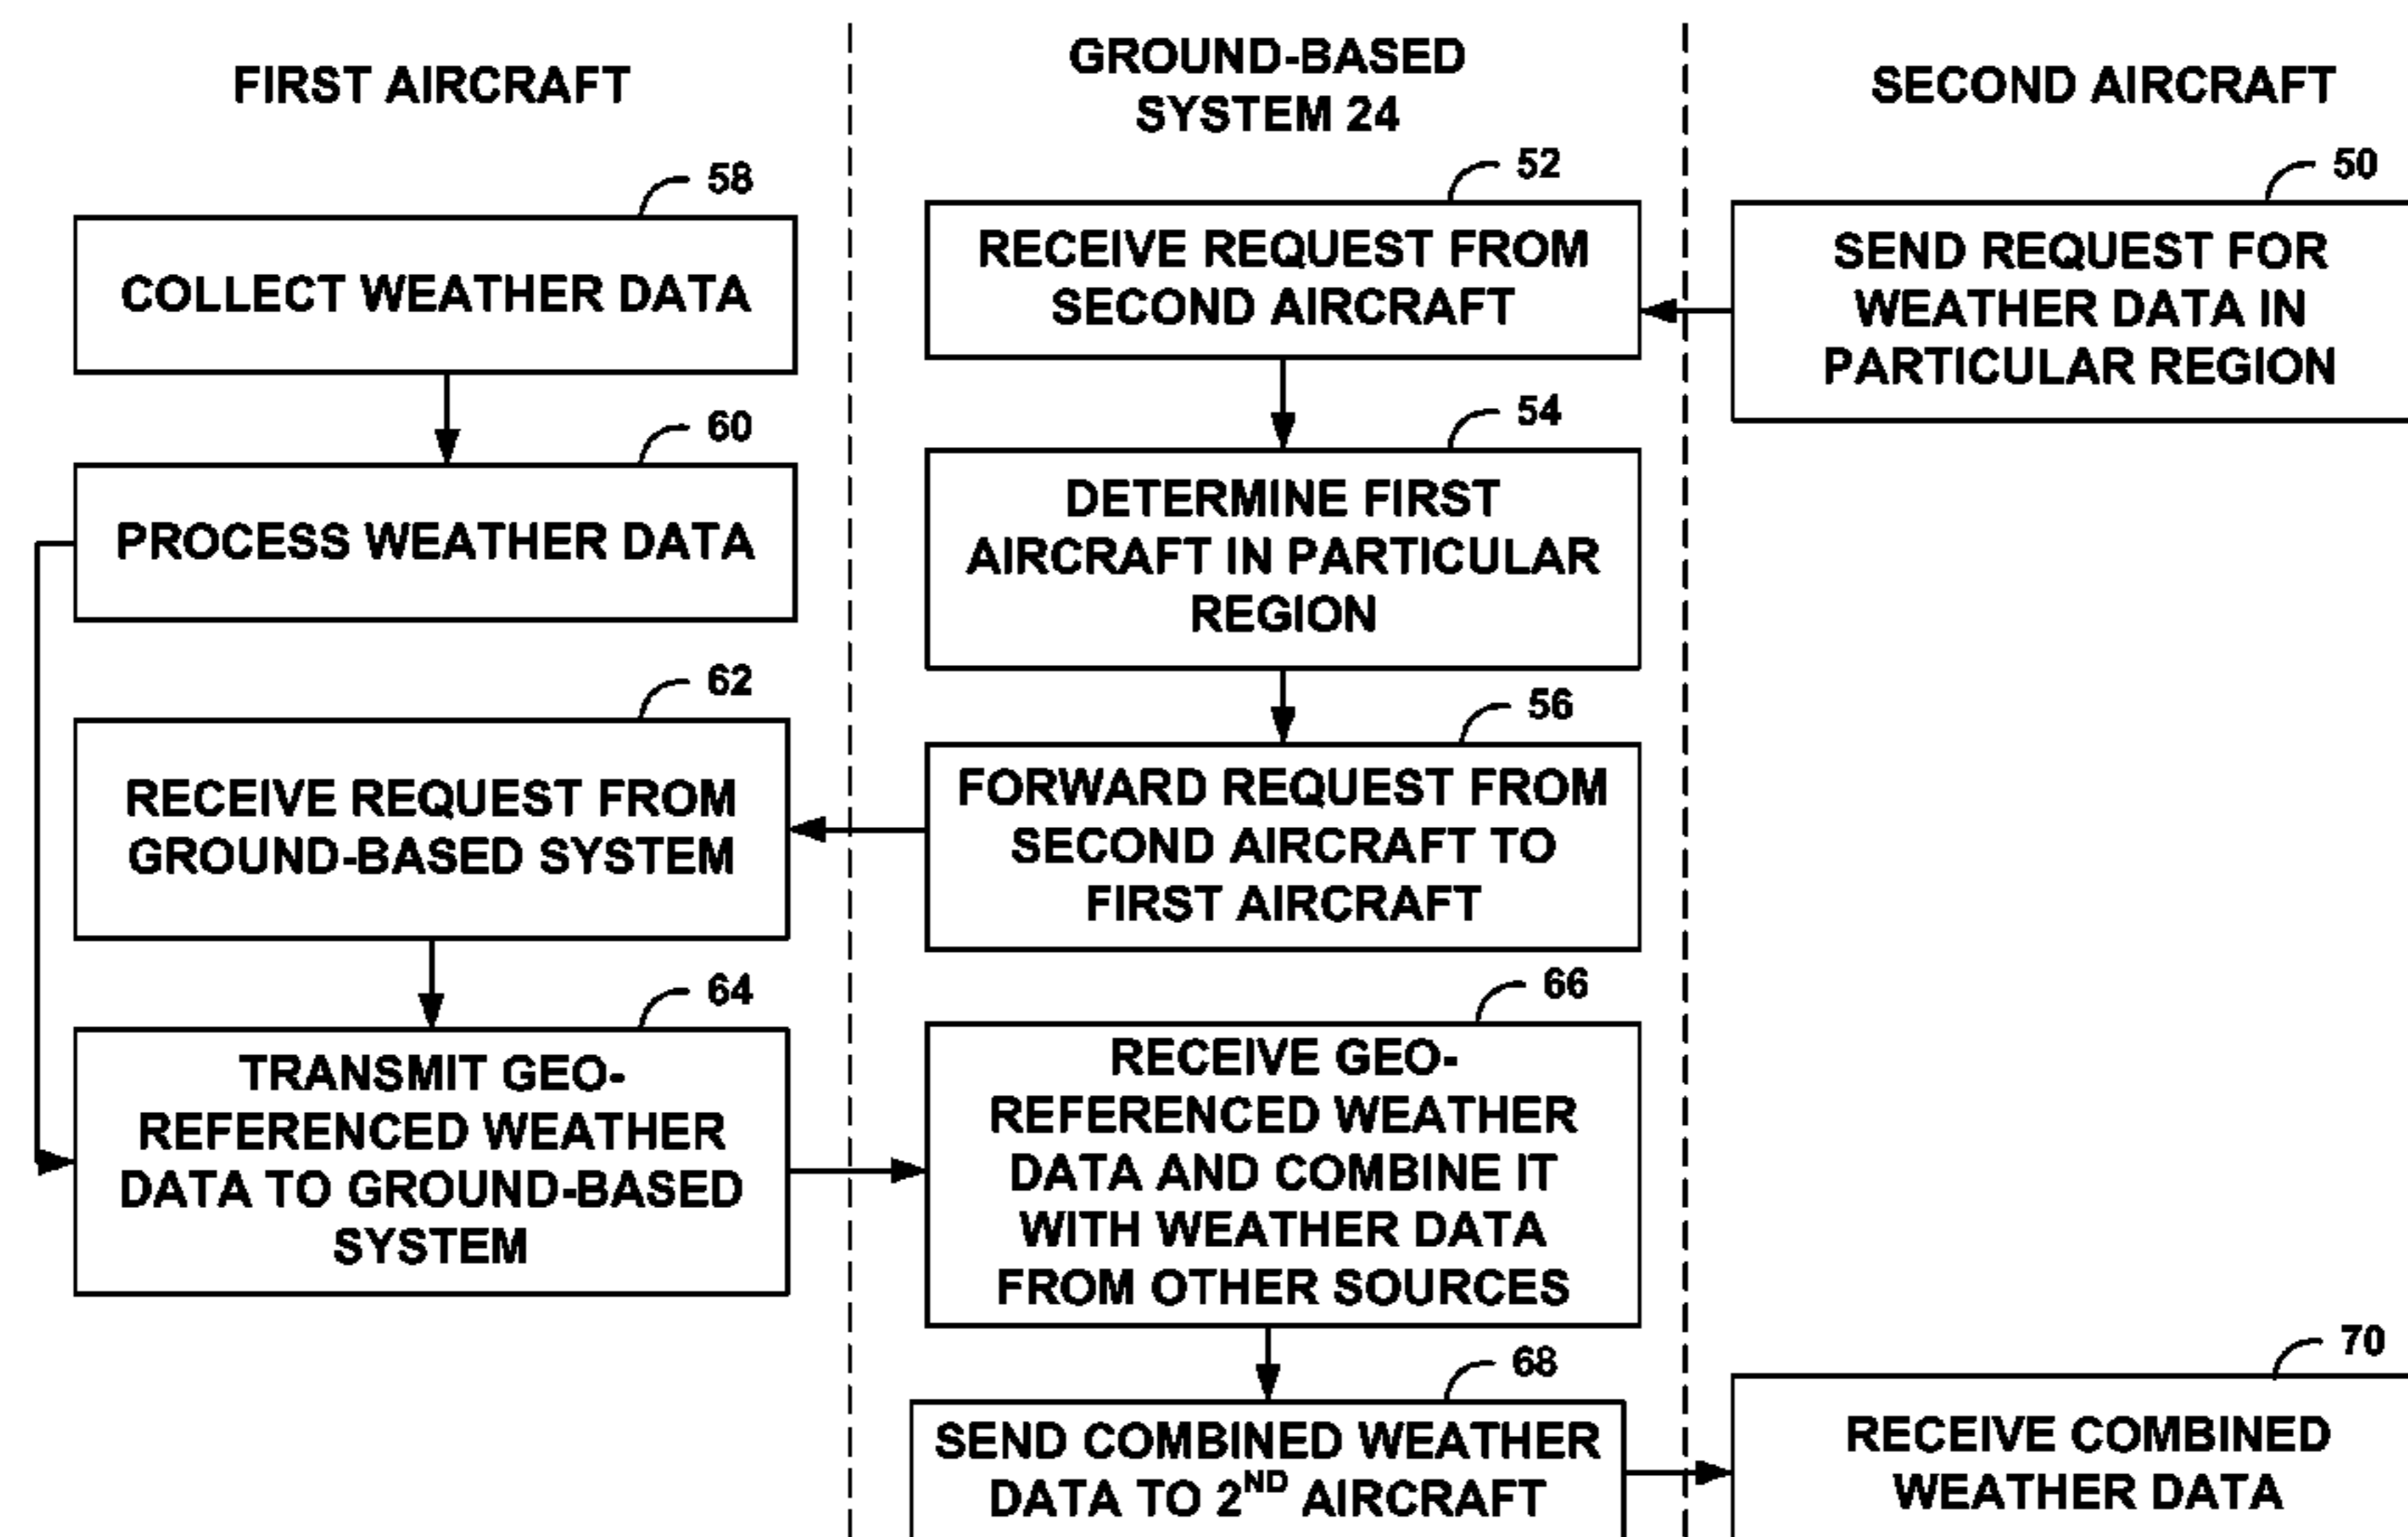 FIRST AIRCRAFT
58
COLLECT WEATHER DATA
60
PROCESS WEATHER DATA
62
RECEIVE REQUEST FROM
GROUND-BASED SYSTEM
64
TRANSMIT GEO-
REFERENCED WEATHER
DATA TO GROUND-BASED
SYSTEM
GROUND-BASED
SYSTEM 24
52
RECEIVE REQUEST FROM
SECOND AIRCRAFT
54
DETERMINE FIRST
AIRCRAFT IN PARTICULAR
REGION
56
FORWARD REQUEST FROM
SECOND AIRCRAFT TO
FIRST AIRCRAFT
66
RECEIVE GEO-
REFERENCED WEATHER
DATA AND COMBINE IT
WITH WEATHER DATA
FROM OTHER SOURCES
68
SEND COMBINED WEATHER
DATA TO 2ND AIRCRAFT
SECOND AIRCRAFT
50
SEND REQUEST FOR
WEATHER DATA IN
PARTICULAR REGION
70
RECEIVE COMBINED
WEATHER DATA